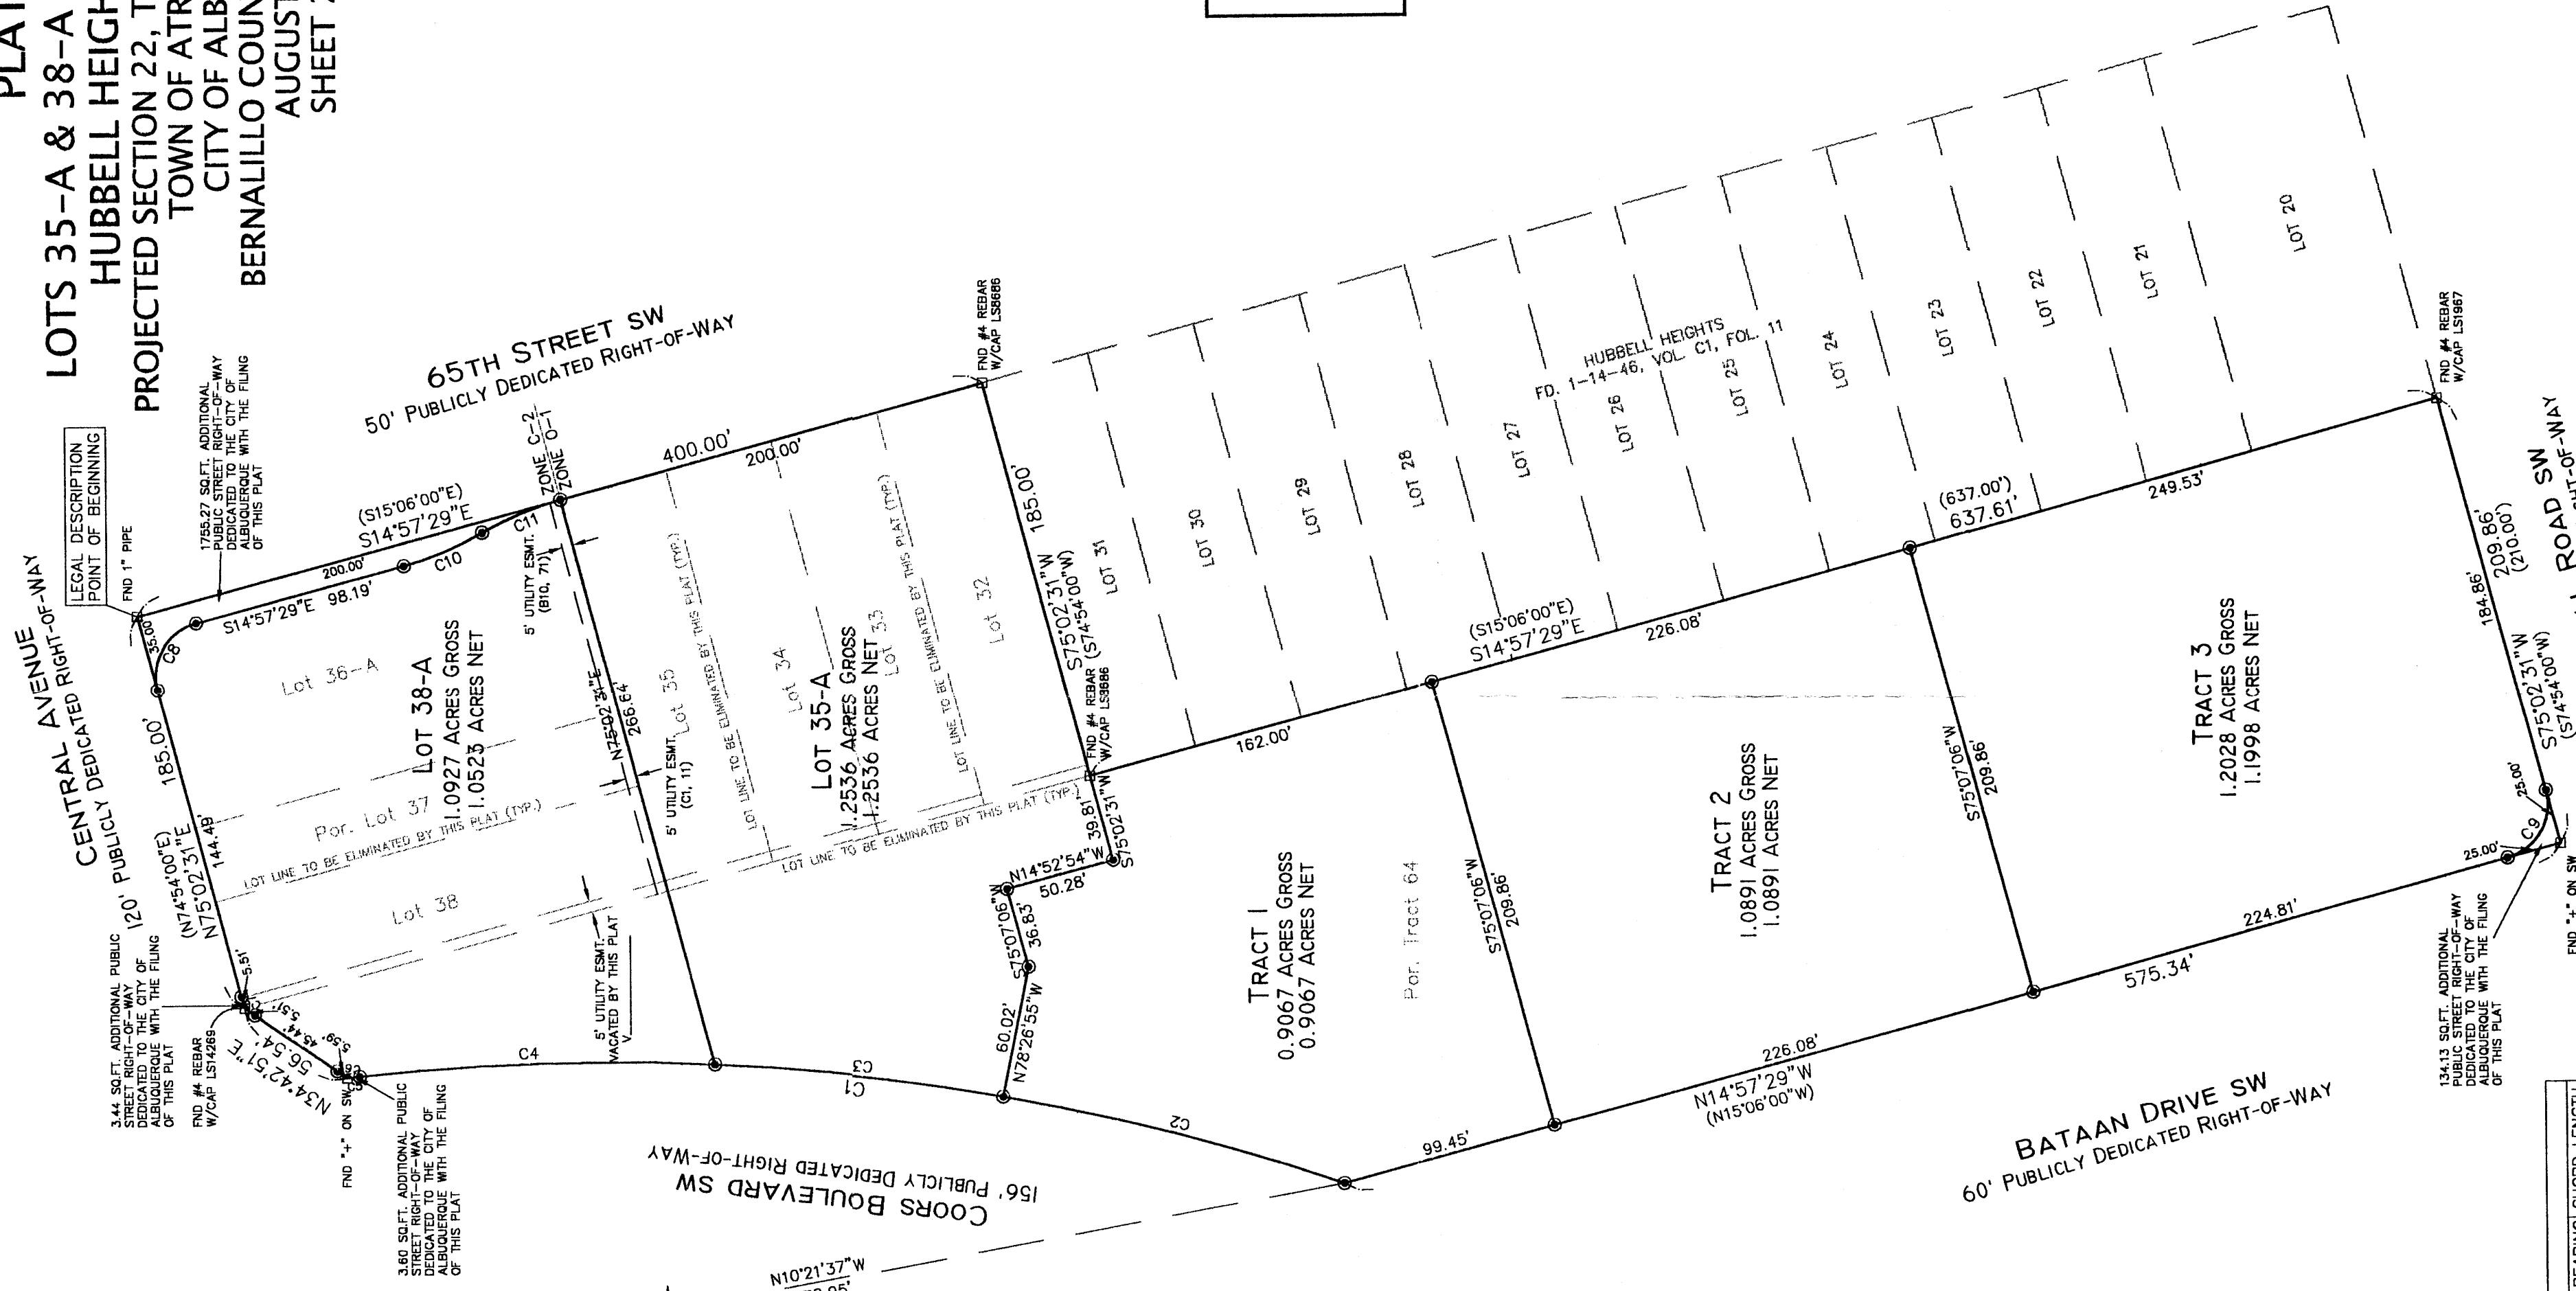 PLAT
LOTS 35-A & 38-A
HUBBELL HEIGH
PROJECTED SECTION 22, T
TOWN OF ATR
CITY OF ALB
BERNALILLO COUN
AUGUST
SHEET 2
LEGAL DESCRIPTION
POINT OF BEGINNING
FND 1" PIPE
1755.27 SQ.FT. ADDITIONAL
PUBLIC STREET RIGHT-OF-WAY
DEDICATED TO THE CITY OF
ALBUQUERQUE WITH THE FILING
OF THIS PLAT
65TH STREET SW
50' PUBLICLY DEDICATED RIGHT-OF-WAY
CENTRAL AVENUE
120' PUBLICLY DEDICATED RIGHT-OF-WAY
(S15°06'00"E)
S14°57'29"E
200.00'
S14°57'29"E 98.19'
C8
C10
C11
35.00'
ZONE C-2
ZONE O-1
400.00'
200.00'
FND #4 REBAR
W/CAP LS8686
185.00'
S75°02'31"W
(S74°54'00"W)
FND #4 REBAR
W/CAP LS8686
185.00'
(N74°54'00"E)
N75°02'31"E
144.49
Lot 36-A
LOT 38-A
1.0927 ACRES GROSS
1.0523 ACRES NET
Por. Lot 37
LOT LINE TO BE ELIMINATED BY THIS PLAT (TYP.)
Lot 38
5' UTILITY ESMT.
(B10, 71)
N75°02'31"E
266.64'
5' UTILITY ESMT.
(C1, 11)
Lot 35
LOT LINE TO BE ELIMINATED BY THIS PLAT (TYP.)
Lot 34
LOT 35-A
1.2536 ACRES GROSS
1.2536 ACRES NET
Lot 33
LOT LINE TO BE ELIMINATED BY THIS PLAT (TYP.)
Lot 32
LOT LINE TO BE ELIMINATED BY THIS PLAT (TYP.)
5' UTILITY ESMT.
VACATED BY THIS PLAT
V
3.44 SQ.FT. ADDITIONAL PUBLIC
STREET RIGHT-OF-WAY
DEDICATED TO THE CITY OF
ALBUQUERQUE WITH THE FILING
OF THIS PLAT
FND #4 REBAR
W/CAP LS14269
5.51'
5.51'
45.44'
5.59'
N34°42'51"E
56.54'
FND "+" ON SW
3.60 SQ.FT. ADDITIONAL PUBLIC
STREET RIGHT-OF-WAY
DEDICATED TO THE CITY OF
ALBUQUERQUE WITH THE FILING
OF THIS PLAT
C4
C3
C1
C2
COORS BOULEVARD SW
156' PUBLICLY DEDICATED RIGHT-OF-WAY
N10°21'37"W
39.81'
S75°02'31"W
N14°52'54"W
50.28'
S75°07'06"W
36.83'
60.02'
N78°26'55"W
LOT 31
LOT 30
LOT 29
LOT 28
LOT 27
LOT 26
LOT 25
LOT 24
LOT 23
LOT 22
LOT 21
LOT 20
HUBBELL HEIGHTS
FD. 1-14-46, VOL. C1, FOL. 11
162.00'
(S15°06'00"E)
S14°57'29"E
226.08'
(637.00')
637.61'
249.53'
FND #4 REBAR
W/CAP LS1967
TRACT 1
0.9067 ACRES GROSS
0.9067 ACRES NET
Por. Tract 64
S75°07'06"W
209.86'
TRACT 2
1.0891 ACRES GROSS
1.0891 ACRES NET
S75°07'06"W
209.86'
TRACT 3
1.2028 ACRES GROSS
1.1998 ACRES NET
209.86'
(210.00')
184.86'
S75°02'31"W
(S74°54'00"W)
ROAD SW
25.00'
25.00'
C9
FND "+" ON SW
134.13 SQ.FT. ADDITIONAL
PUBLIC STREET RIGHT-OF-WAY
DEDICATED TO THE CITY OF
ALBUQUERQUE WITH THE FILING
OF THIS PLAT
99.45'
226.08'
N14°57'29"W
(N15°06'00"W)
575.34'
224.81'
BATAAN DRIVE SW
60' PUBLICLY DEDICATED RIGHT-OF-WAY
CHORD LENGTH